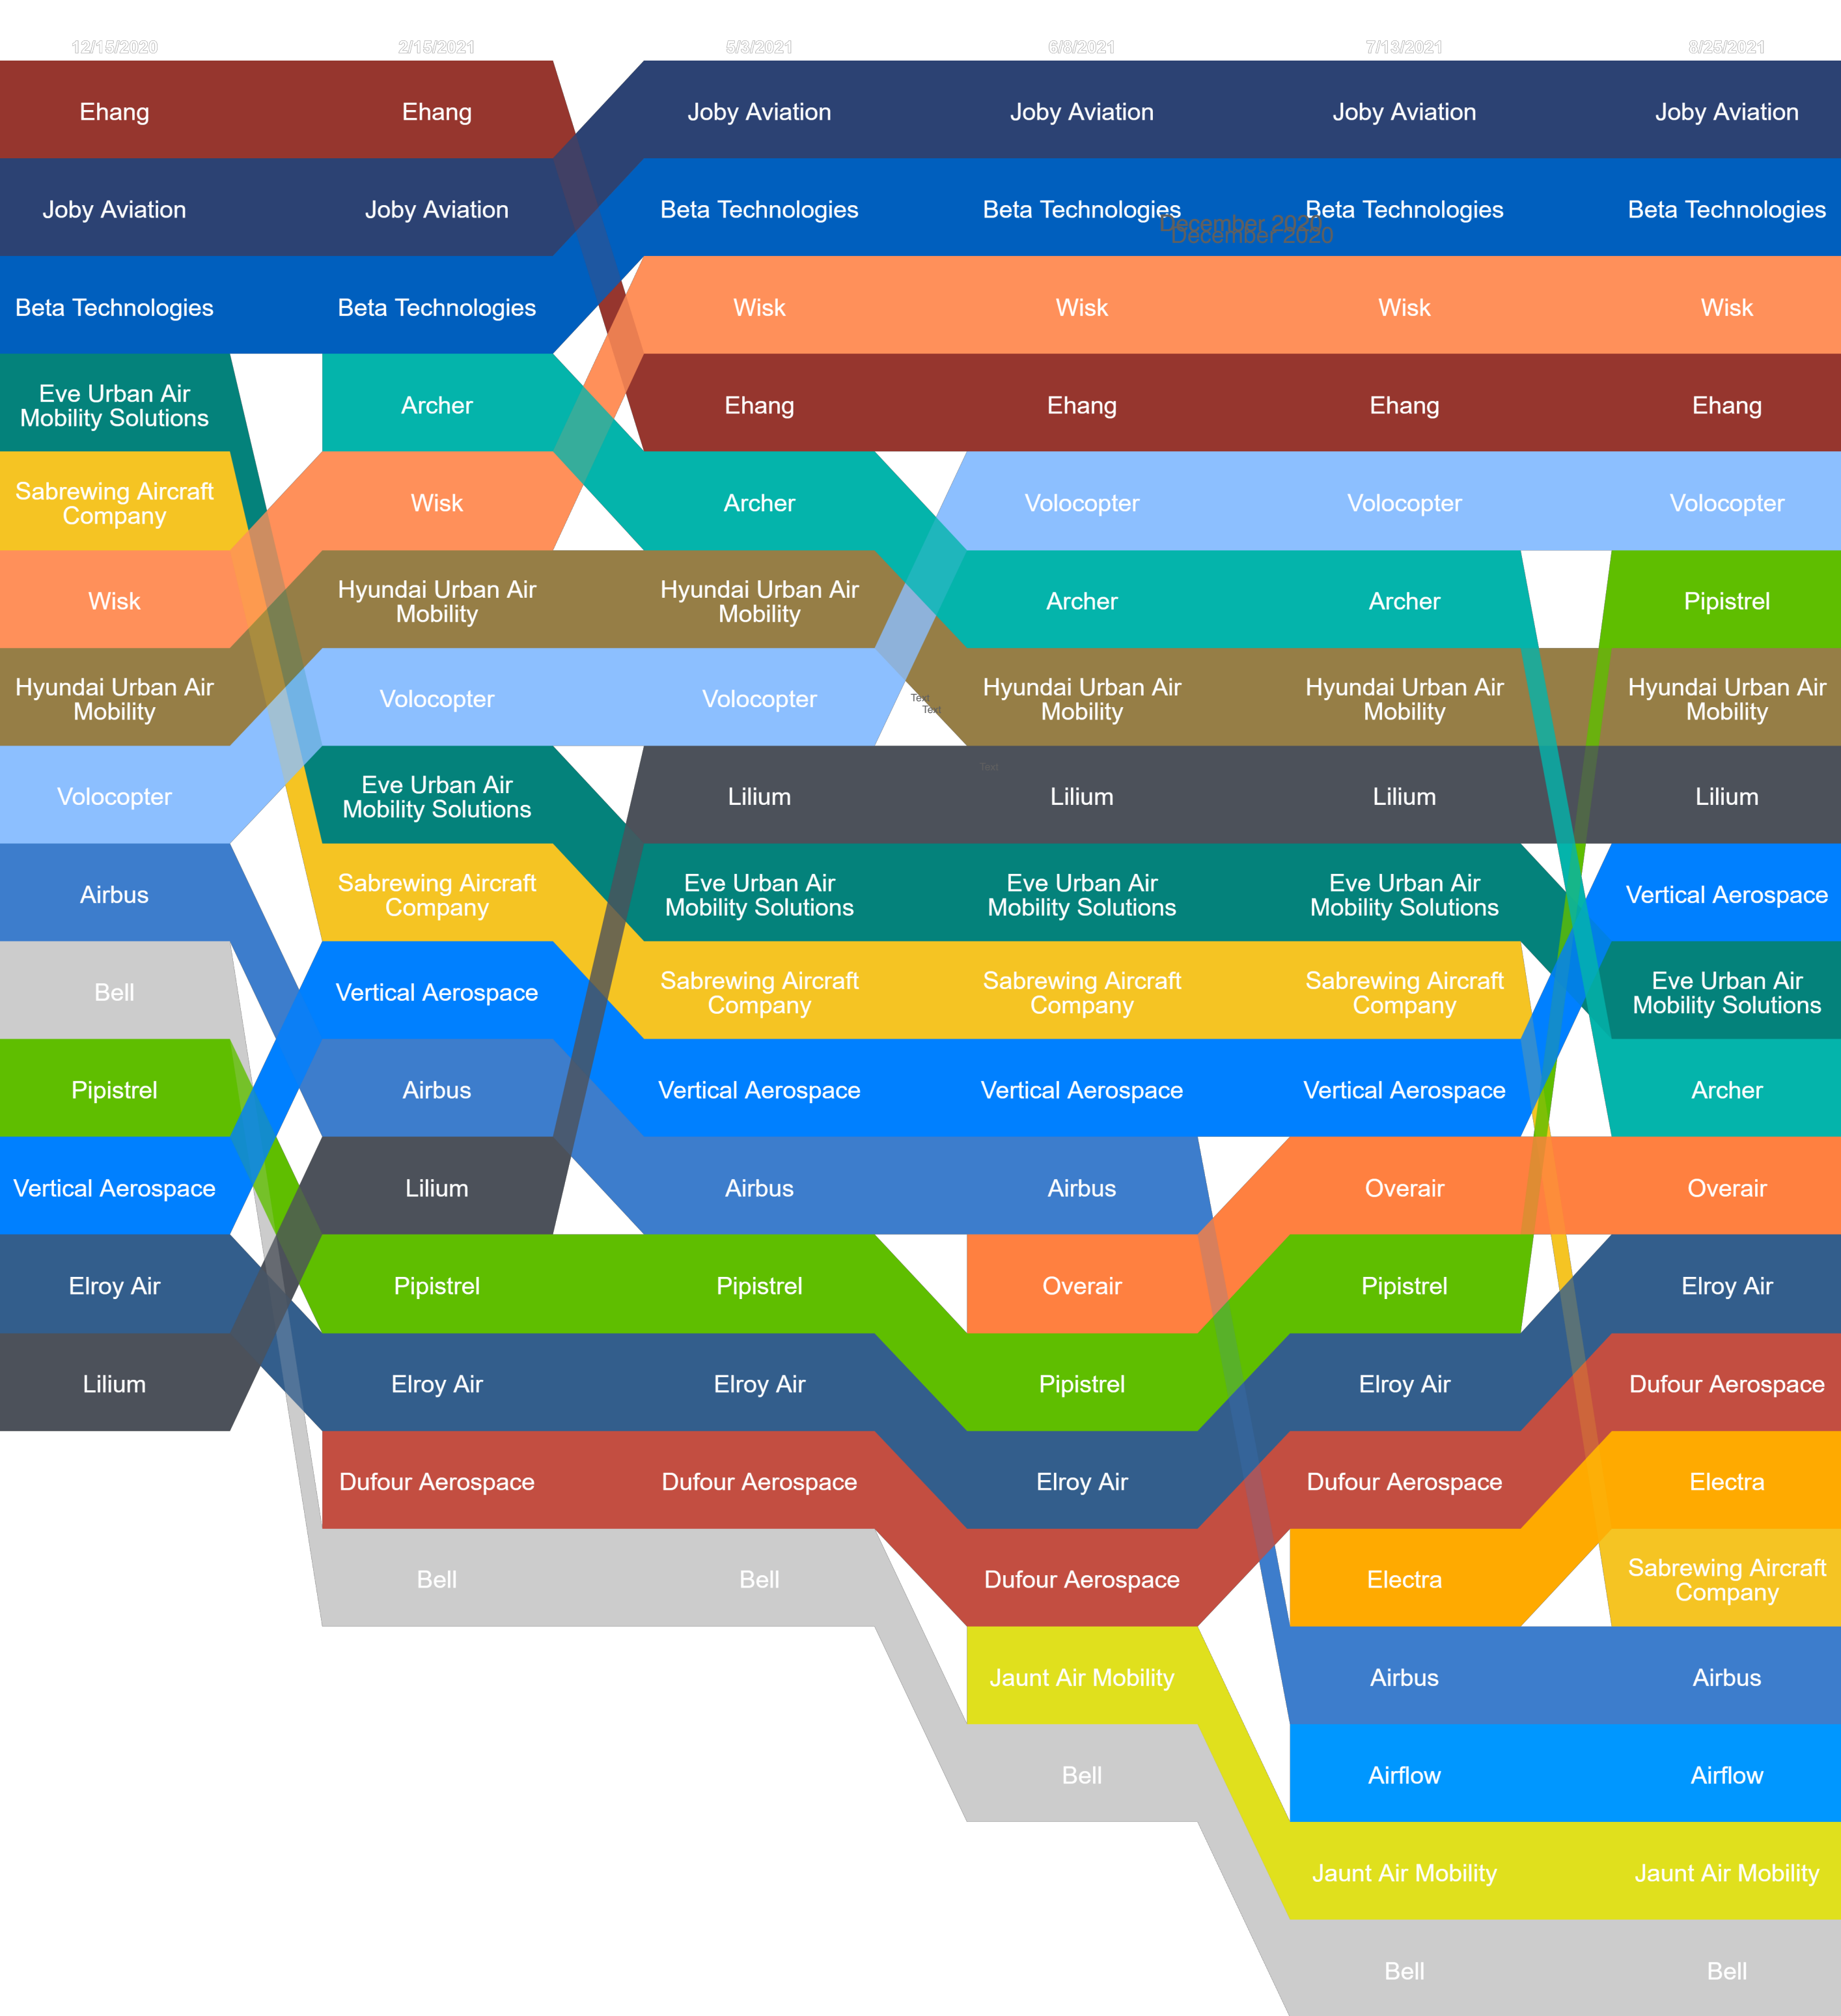 12/15/2020 2/15/2021 5/3/2021 6/8/2021 7/13/2021 8/25/2021
Ehang Ehang Joby Aviation Joby Aviation Joby Aviation Joby Aviation
Joby Aviation Joby Aviation Beta Technologies Beta Technologies Beta Technologies Beta Technologies
December 2020
December 2020
Beta Technologies Beta Technologies Wisk Wisk Wisk Wisk
Eve Urban Air
Mobility Solutions
Archer Ehang Ehang Ehang Ehang
Sabrewing Aircraft
Company
Wisk Archer Volocopter Volocopter Volocopter
Wisk
Hyundai Urban Air
Mobility
Hyundai Urban Air
Mobility
Archer Archer Pipistrel
Hyundai Urban Air
Mobility
Volocopter Volocopter
Text
Text
Hyundai Urban Air
Mobility
Hyundai Urban Air
Mobility
Hyundai Urban Air
Mobility
Text
Volocopter
Eve Urban Air
Mobility Solutions
Lilium Lilium Lilium Lilium
Airbus
Sabrewing Aircraft
Company
Eve Urban Air
Mobility Solutions
Eve Urban Air
Mobility Solutions
Eve Urban Air
Mobility Solutions
Vertical Aerospace
Bell Vertical Aerospace
Sabrewing Aircraft
Company
Sabrewing Aircraft
Company
Sabrewing Aircraft
Company
Eve Urban Air
Mobility Solutions
Pipistrel Airbus Vertical Aerospace Vertical Aerospace Vertical Aerospace Archer
Vertical Aerospace Lilium Airbus Airbus Overair Overair
Elroy Air Pipistrel Pipistrel Overair Pipistrel Elroy Air
Lilium Elroy Air Elroy Air Pipistrel Elroy Air Dufour Aerospace
Dufour Aerospace Dufour Aerospace Elroy Air Dufour Aerospace Electra
Bell Bell Dufour Aerospace Electra
Sabrewing Aircraft
Company
Jaunt Air Mobility Airbus Airbus
Bell Airflow Airflow
Jaunt Air Mobility Jaunt Air Mobility
Bell Bell